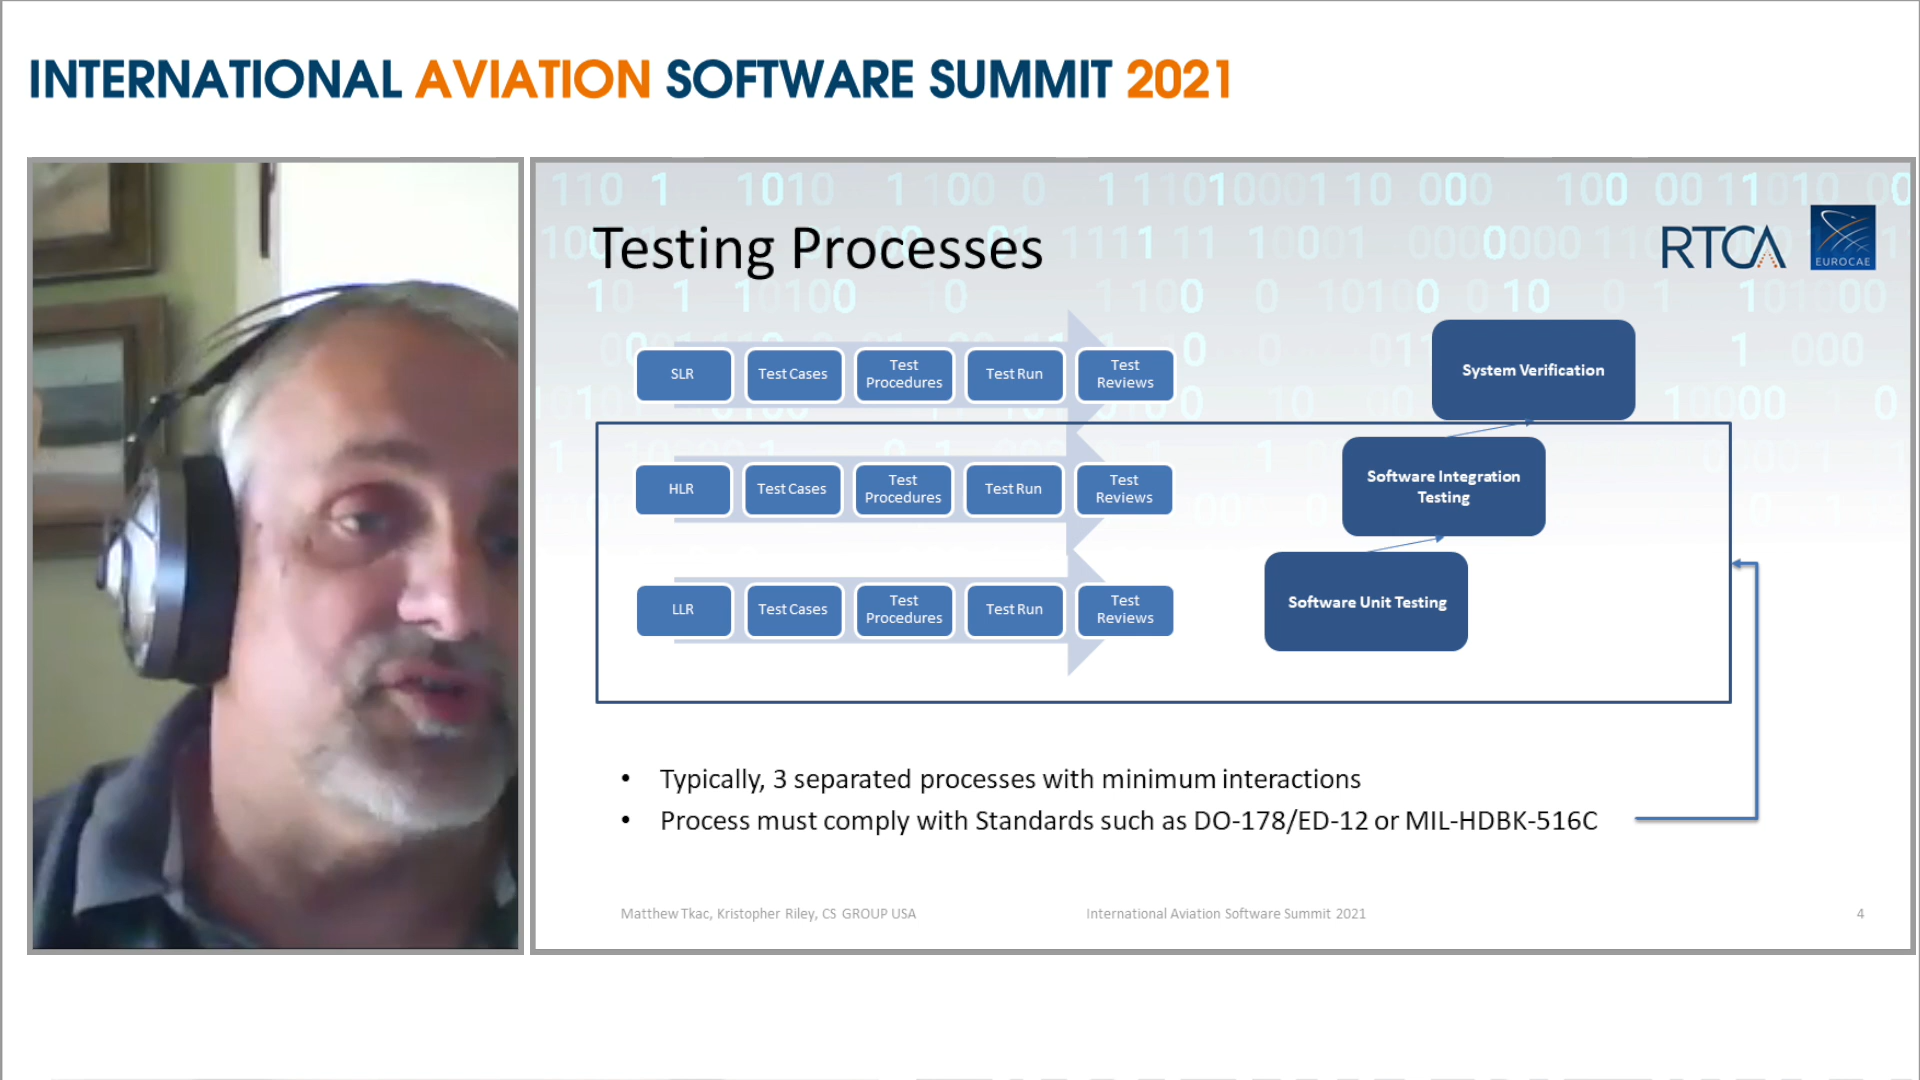 INTERNATIONAL AVIATION SOFTWARE SUMMIT 2021
Testing Processes
RTCA
EUROCAE
SLR
Test Cases
Test
Procedures
Test Run
Test
Reviews
System Verification
HLR
Test Cases
Test
Procedures
Test Run
Test
Reviews
Software Integration
Testing
LLR
Test Cases
Test
Procedures
Test Run
Test
Reviews
Software Unit Testing
• Typically, 3 separated processes with minimum interactions
• Process must comply with Standards such as DO-178/ED-12 or MIL-HDBK-516C
Matthew Tkac, Kristopher Riley, CS GROUP USA
International Aviation Software Summit 2021
4